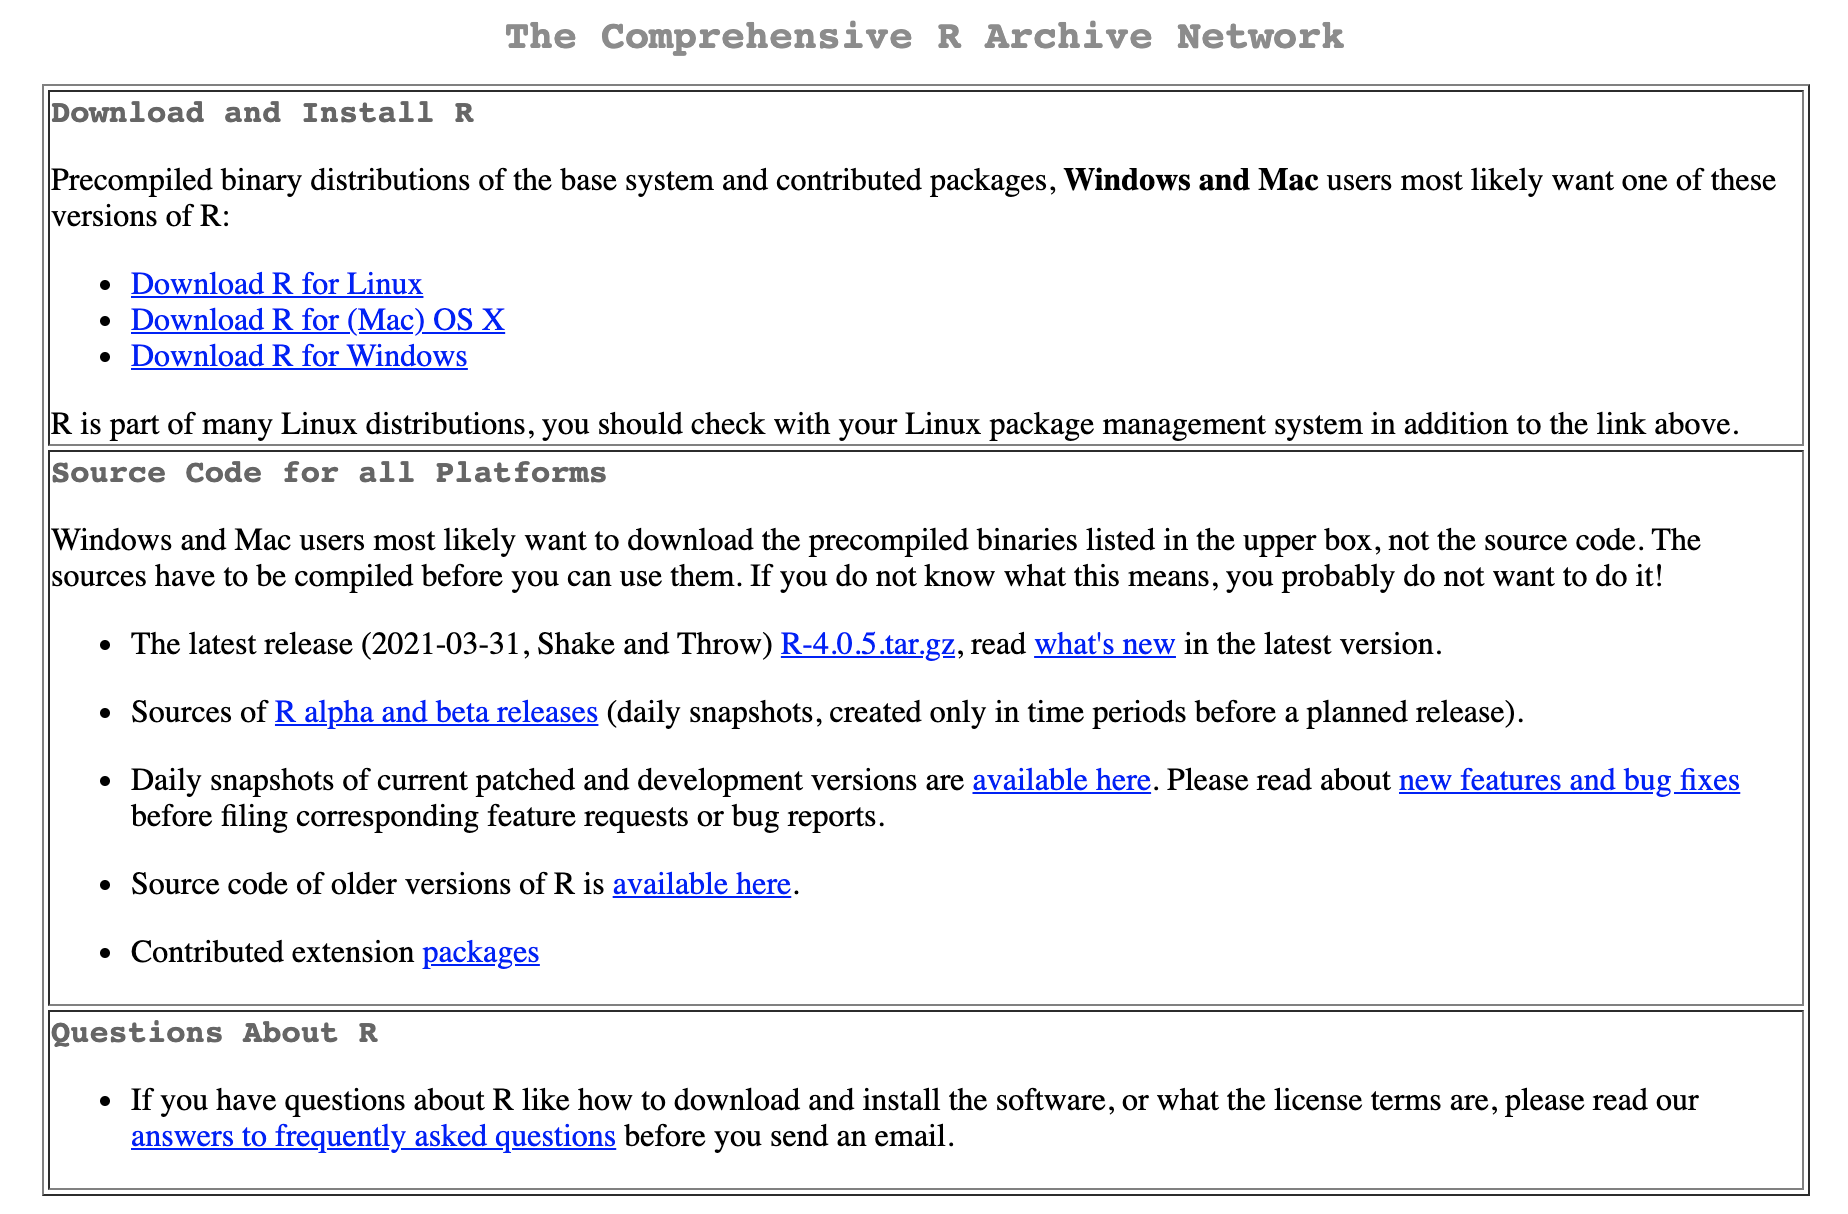 The Comprehensive R Archive Network
Download and Install R
Precompiled binary distributions of the base system and contributed packages, Windows and Mac users most likely want one of these
versions of R:
• Download R for Linux
• Download R for (Mac) OS X
• Download R for Windows
R is part of many Linux distributions, you should check with your Linux package management system in addition to the link above.
Source Code for all Platforms
Windows and Mac users most likely want to download the precompiled binaries listed in the upper box, not the source code. The
sources have to be compiled before you can use them. If you do not know what this means, you probably do not want to do it!
• The latest release (2021-03-31, Shake and Throw) R-4.0.5.tar.gz, read what's new in the latest version.
• Sources of R alpha and beta releases (daily snapshots, created only in time periods before a planned release).
• Daily snapshots of current patched and development versions are available here. Please read about new features and bug fixes
before filing corresponding feature requests or bug reports.
• Source code of older versions of R is available here.
• Contributed extension packages
Questions About R
• If you have questions about R like how to download and install the software, or what the license terms are, please read our
answers to frequently asked questions before you send an email.